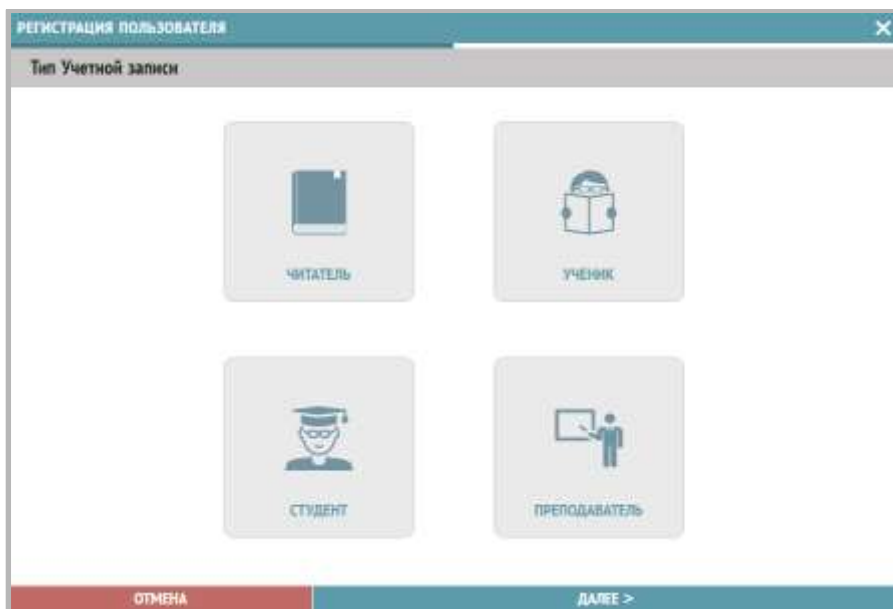 РЕГИСТРАЦИЯ ПОЛЬЗОВАТЕЛЯ
Тип Учетной записи
ЧИТАТЕЛЬ
УЧЕНИК
СТУДЕНТ
ПРЕПОДАВАТЕЛЬ
ОТМЕНА
ДАЛЕЕ >